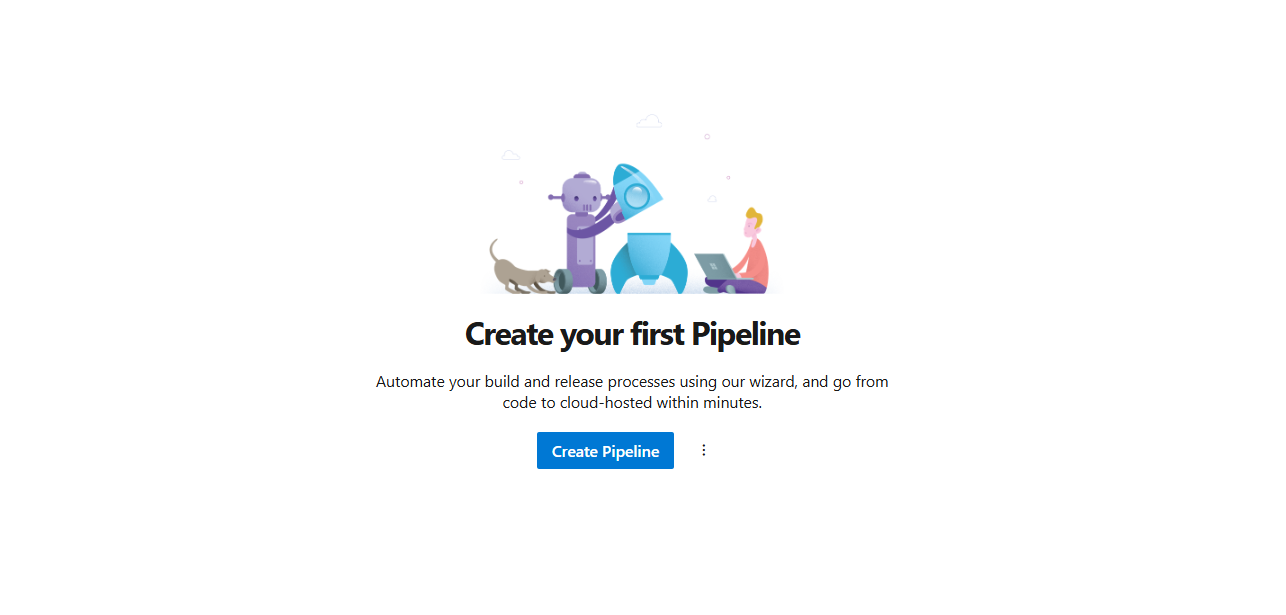 Create your first Pipeline
Automate your build and release processes using our wizard, and go from
code to cloud-hosted within minutes.
Create Pipeline